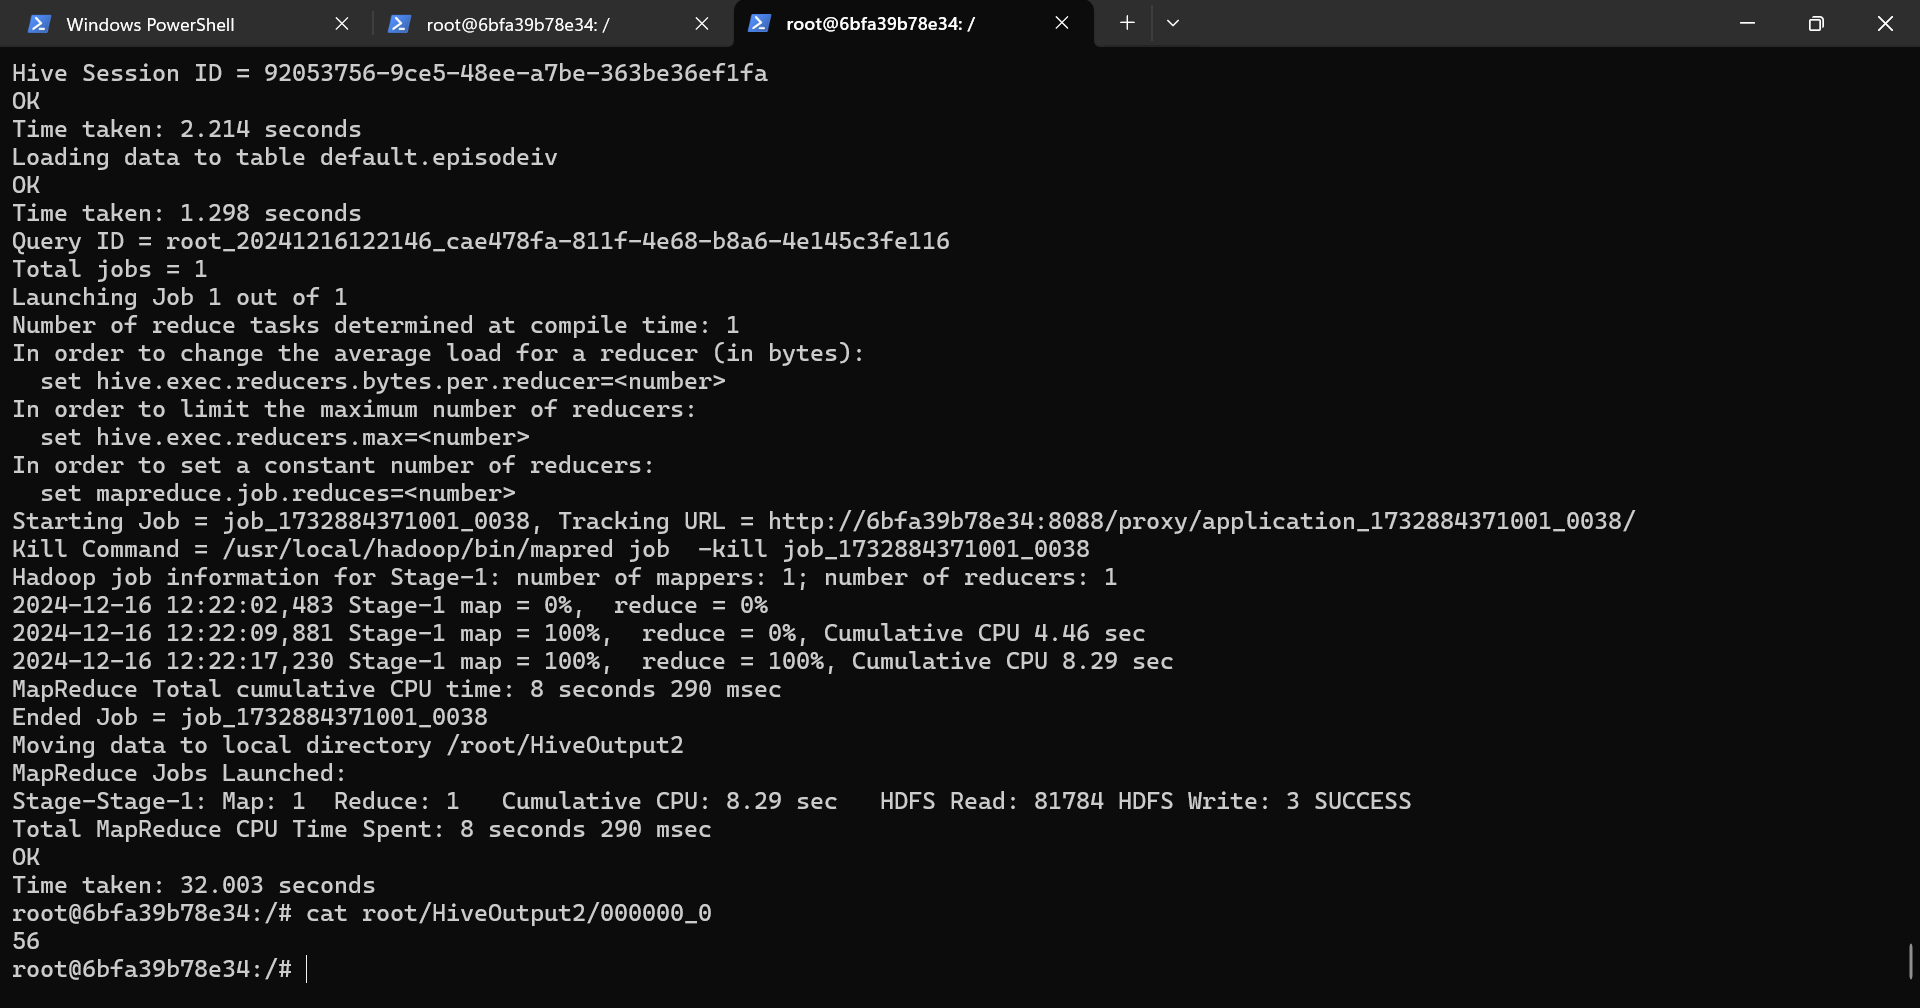 Windows PowerShell
root@6bfa39b78e34: /
root@6bfa39b78e34: /
Hive Session ID = 92053756-9ce5-48ee-a7be-363be36ef1fa
OK
Time taken: 2.214 seconds
Loading data to table default.episodeiv
OK
Time taken: 1.298 seconds
Query ID = root_20241216122146_cae478fa-811f-4e68-b8a6-4e145c3fe116
Total jobs = 1
Launching Job 1 out of 1
Number of reduce tasks determined at compile time: 1
In order to change the average load for a reducer (in bytes):
  set hive.exec.reducers.bytes.per.reducer=<number>
In order to limit the maximum number of reducers:
  set hive.exec.reducers.max=<number>
In order to set a constant number of reducers:
  set mapreduce.job.reduces=<number>
Starting Job = job_1732884371001_0038, Tracking URL = http://6bfa39b78e34:8088/proxy/application_1732884371001_0038/
Kill Command = /usr/local/hadoop/bin/mapred job  -kill job_1732884371001_0038
Hadoop job information for Stage-1: number of mappers: 1; number of reducers: 1
2024-12-16 12:22:02,483 Stage-1 map = 0%,  reduce = 0%
2024-12-16 12:22:09,881 Stage-1 map = 100%,  reduce = 0%, Cumulative CPU 4.46 sec
2024-12-16 12:22:17,230 Stage-1 map = 100%,  reduce = 100%, Cumulative CPU 8.29 sec
MapReduce Total cumulative CPU time: 8 seconds 290 msec
Ended Job = job_1732884371001_0038
Moving data to local directory /root/HiveOutput2
MapReduce Jobs Launched:
Stage-Stage-1: Map: 1  Reduce: 1   Cumulative CPU: 8.29 sec   HDFS Read: 81784 HDFS Write: 3 SUCCESS
Total MapReduce CPU Time Spent: 8 seconds 290 msec
OK
Time taken: 32.003 seconds
root@6bfa39b78e34:/# cat root/HiveOutput2/000000_0
56
root@6bfa39b78e34:/#